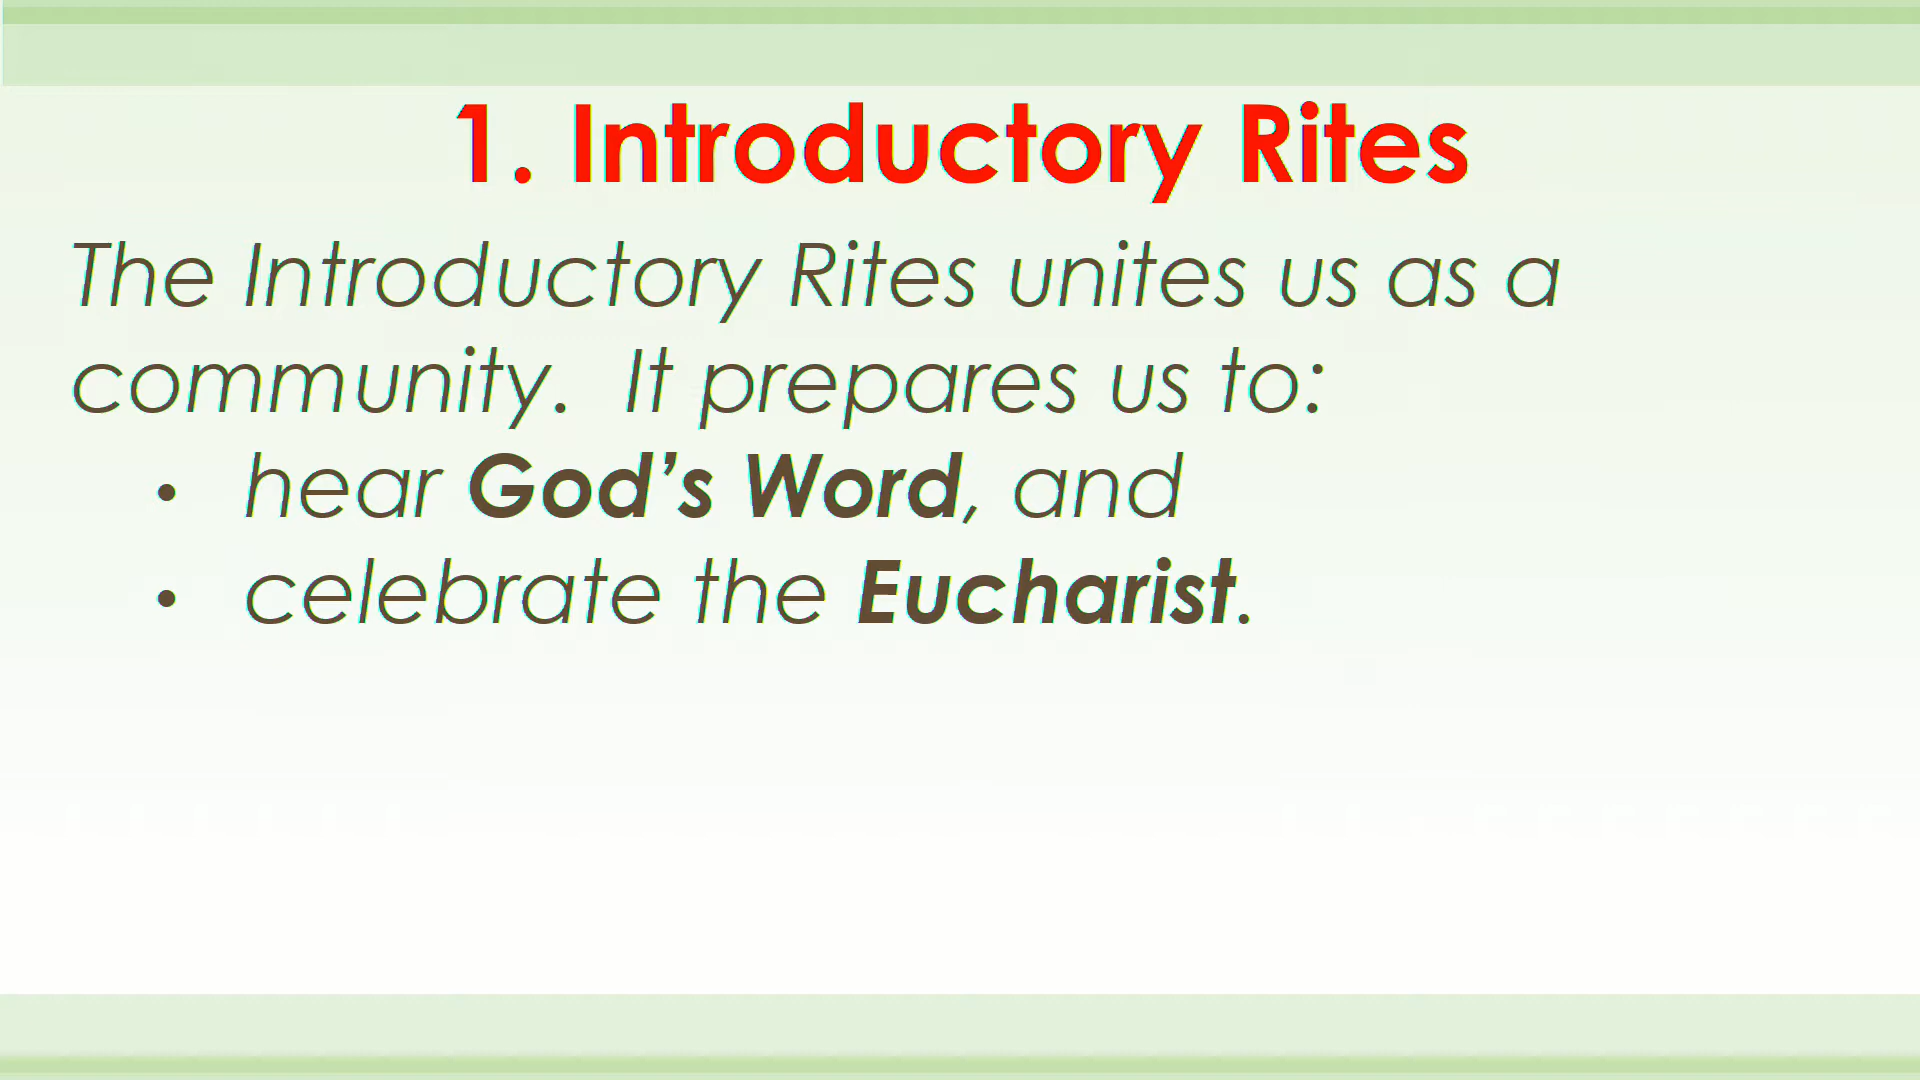 1. Introductory Rites
The Introductory Rites unites us as a
community.  It prepares us to:
• hear God’s Word, and
• celebrate the Eucharist.